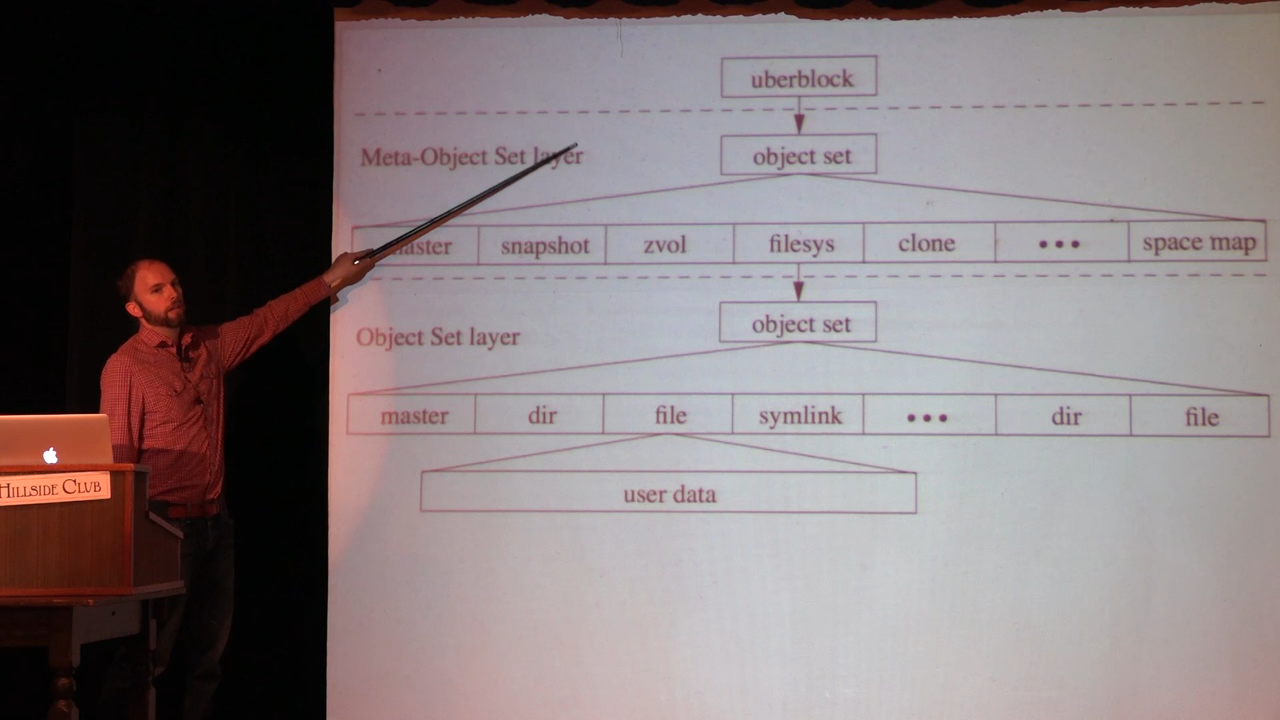 uberblock
Meta-Object Set layer
object set
master snapshot zvol filesys clone ••• space map
Object Set layer
object set
master dir file symlink ••• dir file
user data
HILLSIDE CLUB